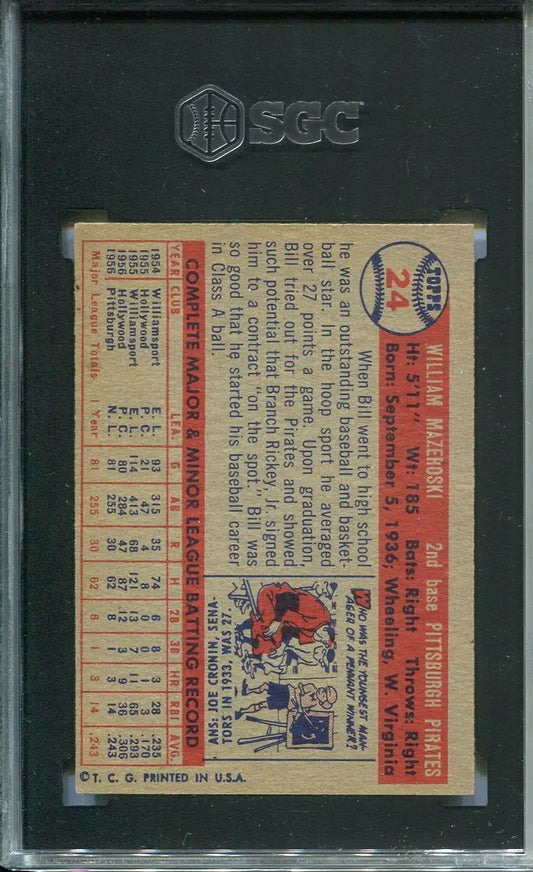 SGC
TOPPS
24
WILLIAM MAZEROSKI 2nd base PITTSBURGH PIRATES
Ht: 5'11" Wt: 185 Bats: Right Throws: Right
Born: September 5, 1936, Wheeling, W. Virginia
When Bill went to high school
he was an outstanding baseball and basket-
ball star. In the hoop sport he averaged
over 27 points a game. Upon graduation,
Bill tried out for the Pirates and showed
such potential that Branch Rickey, Jr. signed
him to a contract "on the spot." Bill was
so good that he started his baseball career
in Class A ball.
WHO WAS THE YOUNGEST MAN-
AGER OF A PENNANT WINNER?
ANS: JOE CRONIN SENA-
TORS IN 1933, WAS 27.
COMPLETE MAJOR & MINOR LEAGUE BATTING RECORD
YEAR CLUB LEA. G AB R H 2B 3B HR RBI AVG.
1954 Williamsport E. L. 93 315 35 74 6 8 3 28 .235
1955 Hollywood P. C. 21 47 4 8 0 0 1 3 .170
1955 Williamsport E. L. 114 413 68 121 13 7 11 65 .293
1956 Hollywood P. C. 80 284 47 87 12 3 9 36 .306
1956 Pittsburgh N. L. 81 255 30 62 8 1 3 14 .243
Major League Totals 1 Year 81 255 30 62 8 1 3 14 .243
© T. C. G. PRINTED IN U.S.A.